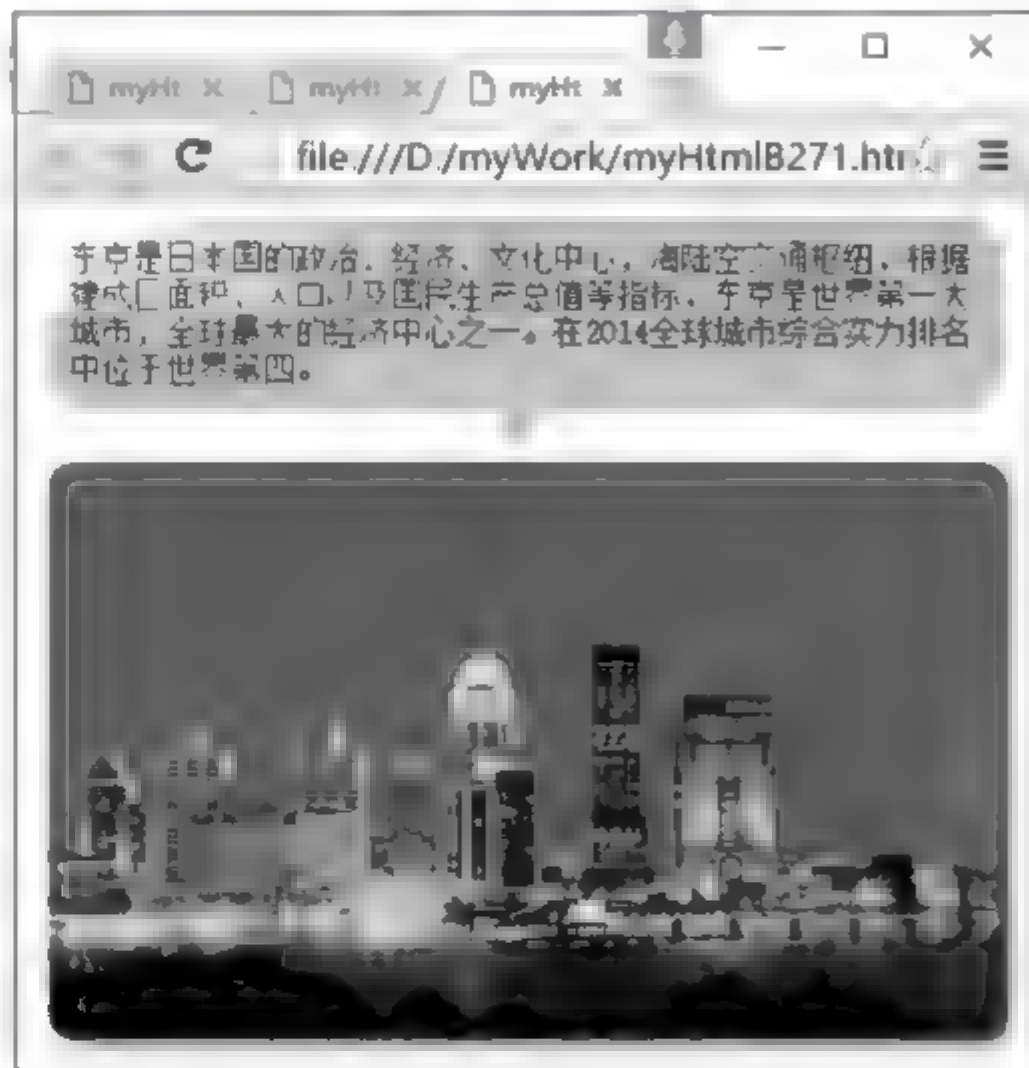 myHt
myHt
myHt
file:///D:/myWork/myHtmlB271.htm
东京是日本国的政治、经济、文化中心，海陆空交通枢纽，根据
建成区面积、人口以及国民生产总值等指标，东京是世界第一大
城市，全球最大的经济中心之一。在2014全球城市综合实力排名
中位于世界第四。